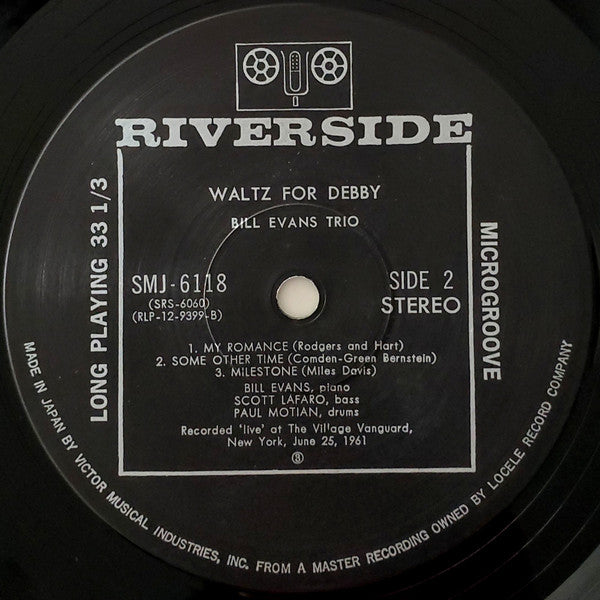 RIVERSIDE
WALTZ FOR DEBBY
BILL EVANS TRIO
LONG PLAYING 33 1/3
MICROGROOVE
SMJ-6118
(SRS-6060)
(RLP-12-9399-B)
SIDE 2
STEREO
1. MY ROMANCE (Rodgers and Hart)
2. SOME OTHER TIME (Comden-Green Bernstein)
3. MILESTONE (Miles Davis)
BILL EVANS, piano
SCOTT LAFARO, bass
PAUL MOTIAN, drums
Recorded 'live' at The Village Vanguard,
New York, June 25, 1961
MADE IN JAPAN BY VICTOR MUSICAL INDUSTRIES, INC. FROM A MASTER RECORDING OWNED BY LOCELE RECORD COMPANY